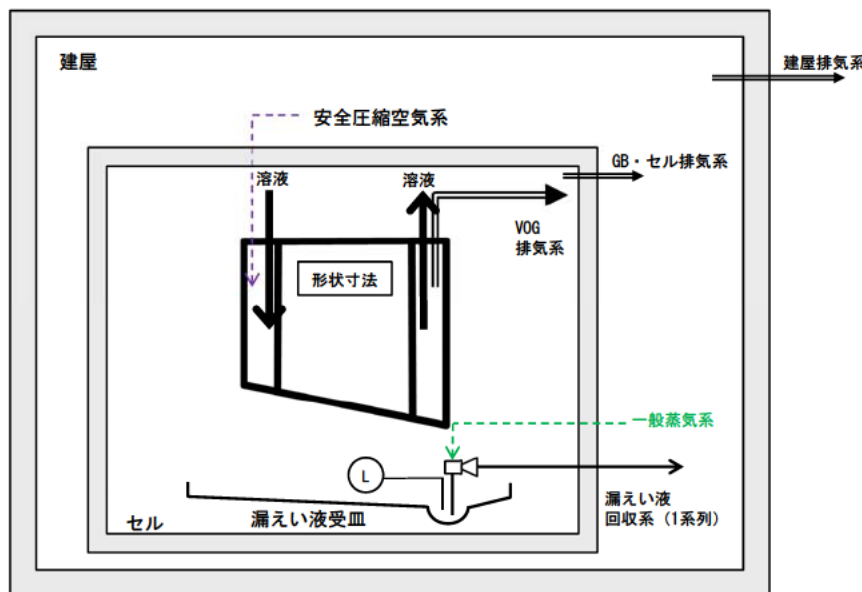 建屋
建屋排気系
安全圧縮空気系
GB・セル排気系
溶液
溶液
VOG
排気系
形状寸法
一般蒸気系
L
漏えい液
回収系（1系列）
漏えい液受皿
セル